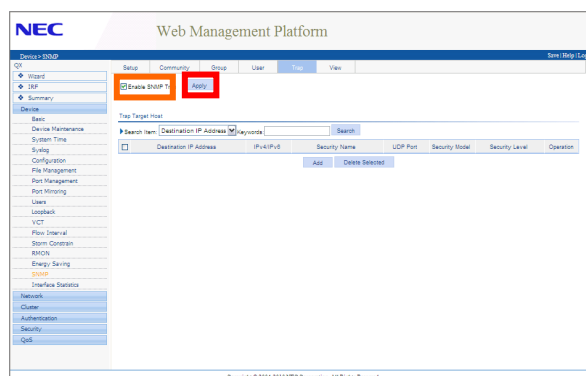 NEC
Web Management Platform
Device > SNMP
Save | Help |
QX
Wizard
IRF
Summary
Device
Basic
Device Maintenance
System Time
Syslog
Configuration
File Management
Port Management
Port Mirroring
Users
Loopback
VCT
Flow Interval
Storm Constrain
RMON
Energy Saving
SNMP
Interface Statistics
Network
Cluster
Authentication
Security
QoS
Setup Community Group User Trap View
Enable SNMP Apply
Trap Target Host
Search Item: Destination IP Address Keywords: Search
Destination IP Address IPv4/IPv6 Security Name UDP Port Security Model Security Level Operation
Add Delete Selected